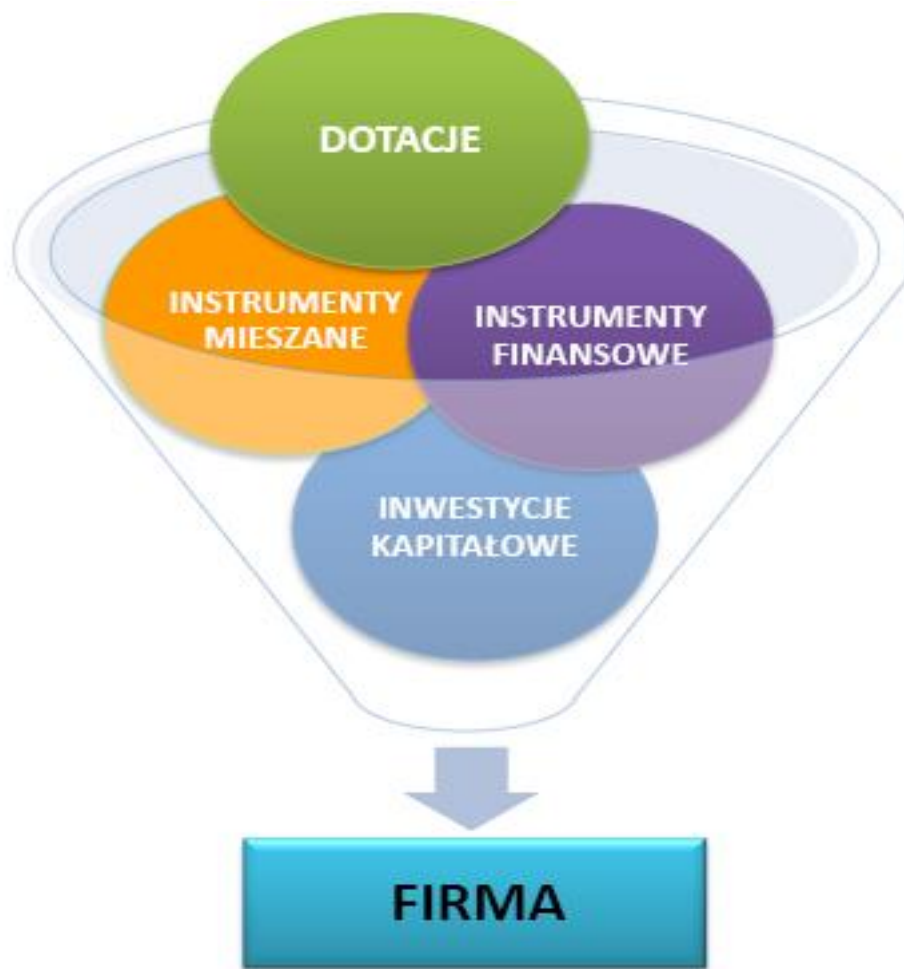 DOTACJE
INSTRUMENTY
MIESZANE
INSTRUMENTY
FINANSOWE
INWESTYCJE
KAPITAŁOWE
FIRMA